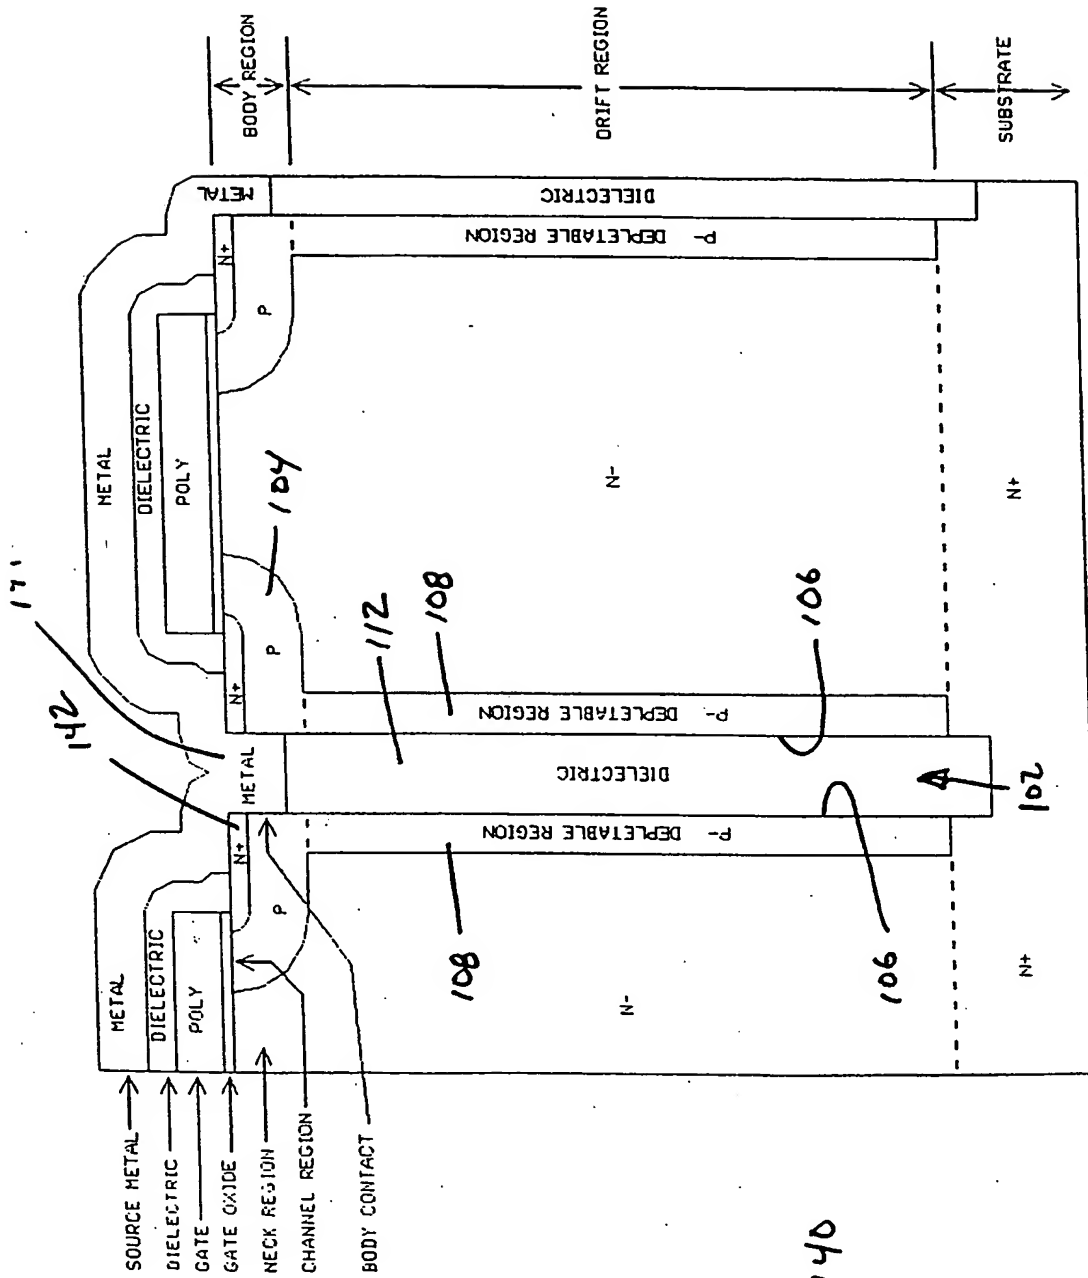 17'
142
METAL
DIELECTRIC
POLY
METAL
DIELECTRIC
POLY
104
N+
P
METAL
N+
P
P
N+
METAL
BODY REGION
DRIFT REGION
SUBSTRATE
SOURCE METAL
DIELECTRIC
GATE
GATE OXIDE
NECK REGION
CHANNEL REGION
BODY CONTACT
N-
108
P- DEPLETABLE REGION
112
DIELECTRIC
108
P- DEPLETABLE REGION
N-
P- DEPLETABLE REGION
DIELECTRIC
106
106
102
N+
N+
140